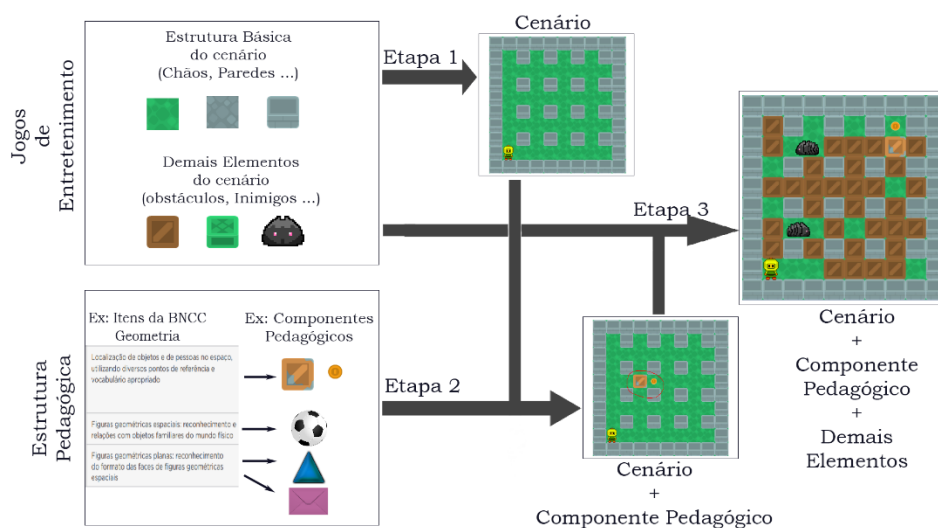 Jogos de
Entretenimento
Estrutura Básica
do cenário
(Chãos, Paredes ...)
Demais Elementos
do cenário
(obstáculos, Inimigos ...)
Etapa 1
Cenário
Etapa 3
Cenário
+
Componente
Pedagógico
+
Demais
Elementos
Estrutura
Pedagógica
Ex: Itens da BNCC
Geometria
Ex: Componentes
Pedagógicos
Localização de objetos e de pessoas no espaço,
utilizando diversos pontos de referência e
vocabulário apropriado
Figuras geométricas espaciais: reconhecimento e
relações com objetos familiares do mundo físico
Figuras geométricas planas: reconhecimento
do formato das faces de figuras geométricas
espaciais
Etapa 2
Cenário
+
Componente Pedagógico